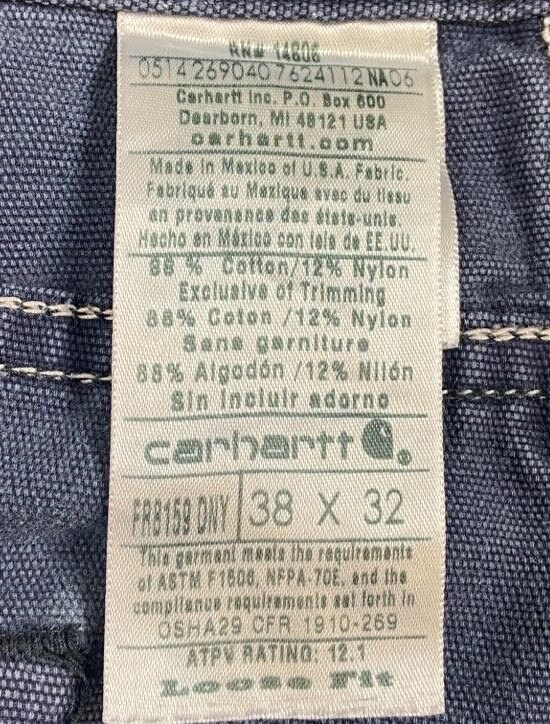 RN# 14806
0514269040 7624112 NA06
Carhartt Inc. P.O. Box 600
Dearborn, MI 48121 USA
carhartt.com
Made in Mexico of U.S.A. Fabric.
Fabriqué au Mexique avec du tissu
en provenance des états-unis.
Hecho en México con tela de EE.UU.
88 % Cotton/12% Nylon
Exclusive of Trimming
88% Coton /12% Nylon
Sans garniture
88% Algodón /12% Nilón
Sin incluir adorno
carhartt
FR8159 DNY 38 X 32
This garment meets the requirements
of ASTM F1506, NFPA-70E, and the
compliance requirements set forth in
OSHA29 CFR 1910-269
ATPV RATING: 12.1
Loose Fit